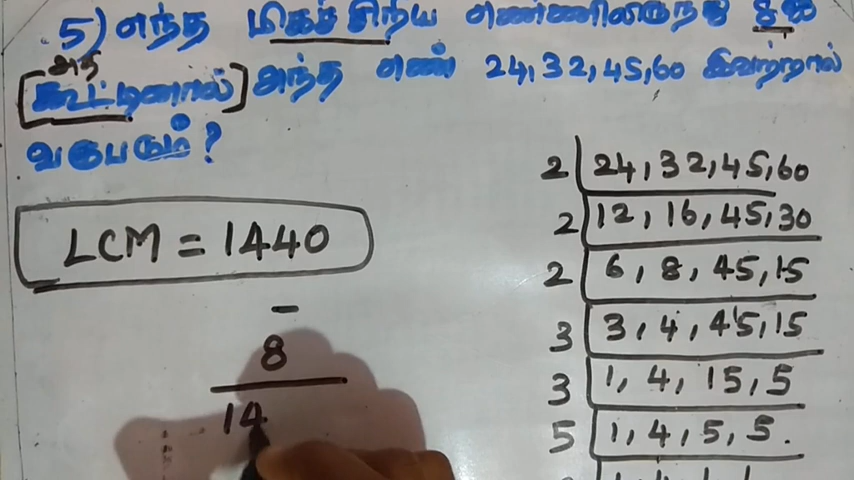 5) எந்த மிகச் சிறிய எண்ணிலிருந்து 8ஐ
கூட்டினால் அந்த எண் 24, 32, 45, 60 இவற்றால்
வகுபடும்?
LCM = 1440
-
8
14
2 24, 32, 45, 60
2 12, 16, 45, 30
2 6, 8, 45, 15
3 3, 4, 45, 15
3 1, 4, 15, 5
5 1, 4, 5, 5.